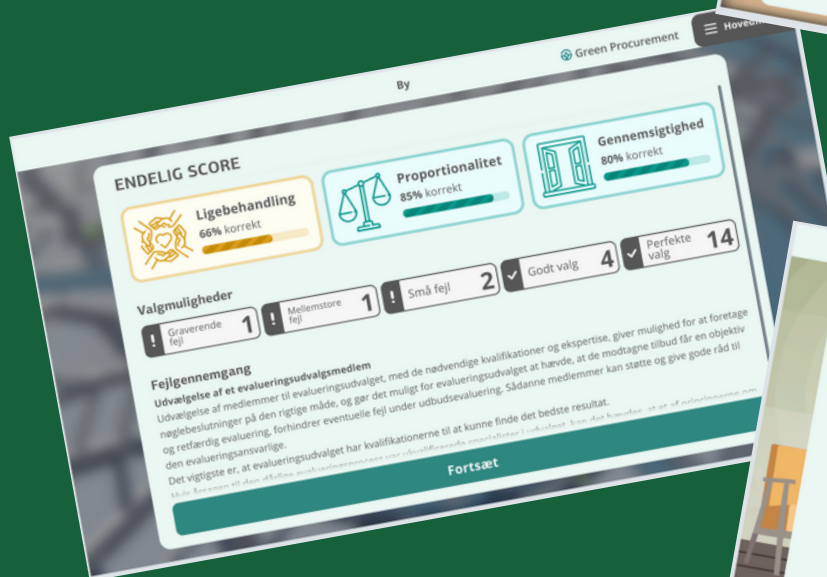 By
Green Procurement
ENDELIG SCORE
Ligebehandling
66% korrekt
Proportionalitet
85% korrekt
Gennemsigtighed
80% korrekt
Valgmuligheder
Graverende
fejl
1
Mellemstore
fejl
1
Små fejl
2
Godt valg
4
Perfekte
valg
14
Fejlgennemgang
Udvælgelse af et evalueringsudvalgsmedlem
Udvælgelse af medlemmer til evalueringsudvalget, med de nødvendige kvalifikationer og ekspertise, giver mulighed for at foretage
nøglebeslutninger på den rigtige måde, og gør det muligt for evalueringsudvalget at hævde, at de modtagne tilbud får en objektiv
og retfærdig evaluering, forhindrer eventuelle fejl under udbudsevaluering. Sådanne medlemmer kan støtte og give gode råd til
den evalueringsansvarlige.
Det vigtigste er, at evalueringsudvalget har kvalifikationerne til at kunne finde det bedste resultat.
Fortsæt